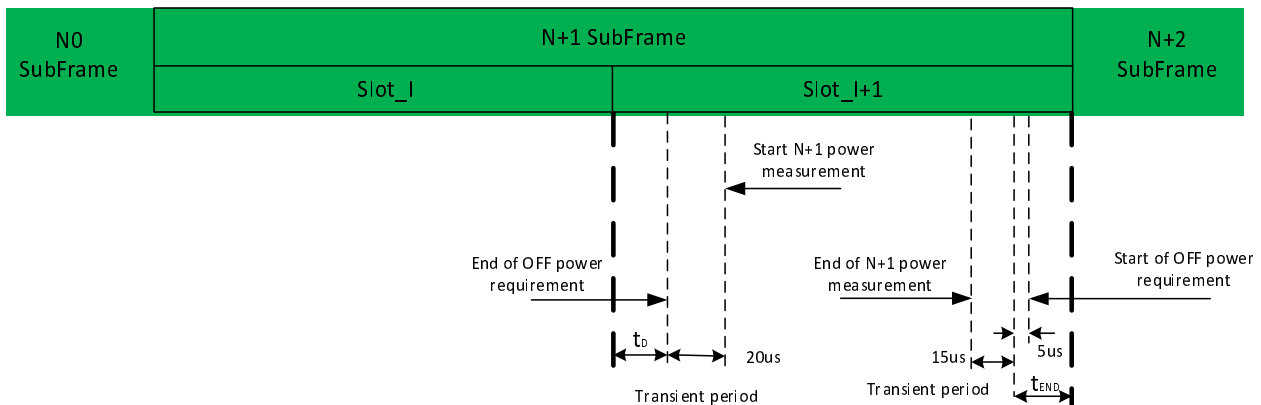 N0
SubFrame
N+1 SubFrame
N+2
SubFrame
Slot_I
Slot_I+1
Start N+1 power
measurement
End of OFF power
requirement
End of N+1 power
measurement
Start of OFF power
requirement
tD
20us
15us
5us
Transient period
Transient period
tEND